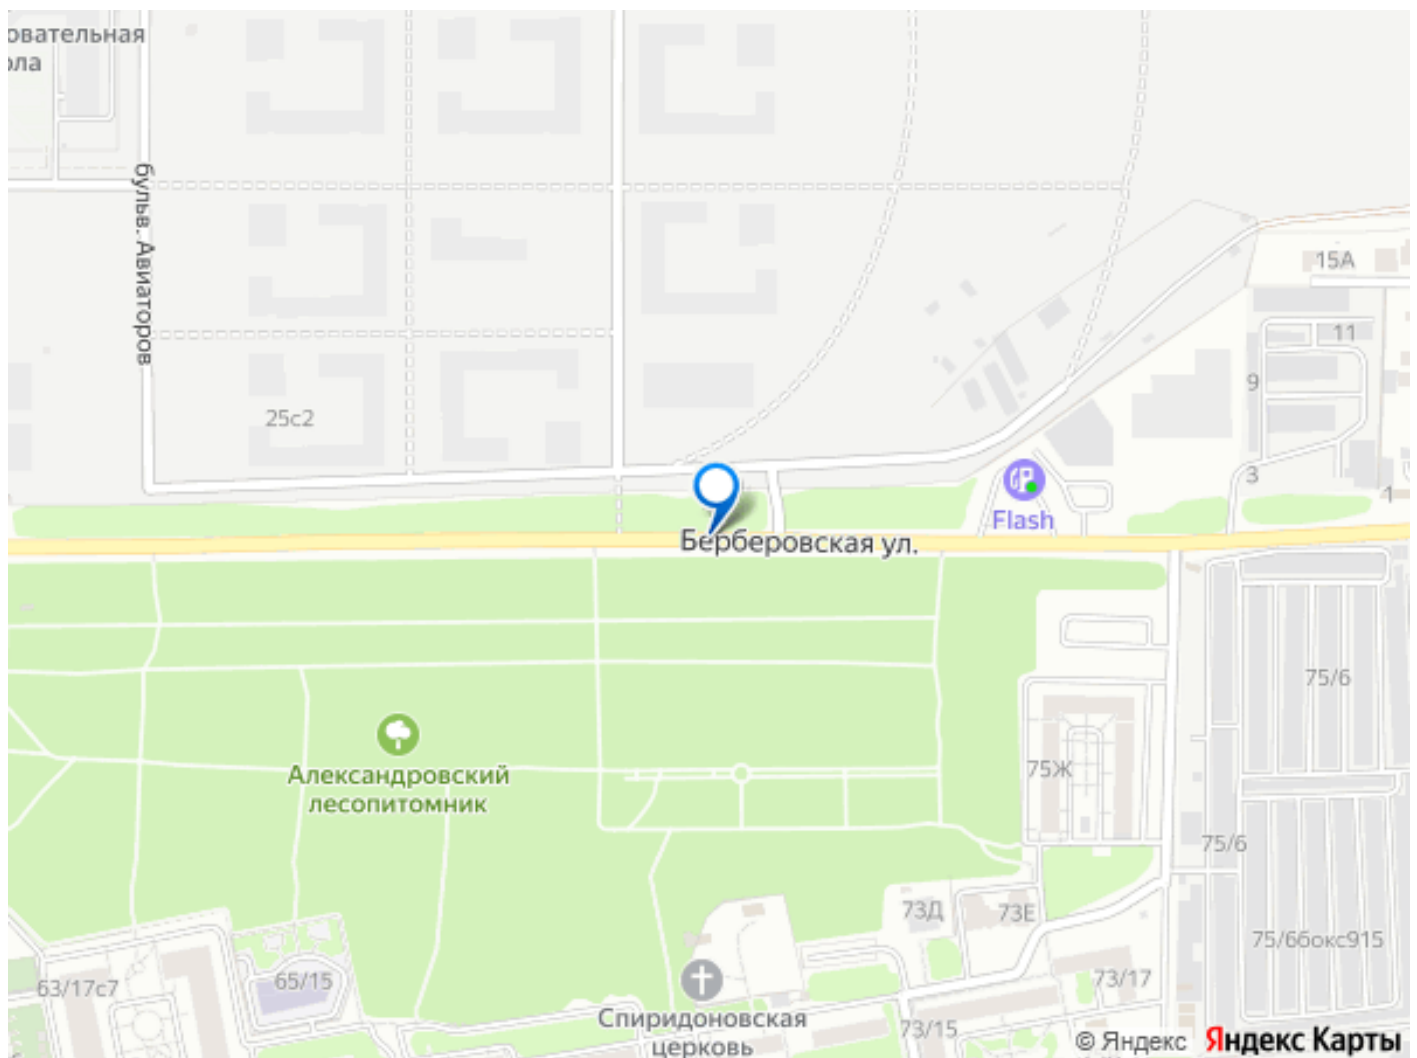 овательная
ола
бульв. Авиаторов
15А
11
9
25с2
3
1
Flash
Берберовская ул.
75/6
Александровский
лесопитомник
75Ж
75/6
73Д
73Е
75/6бокс915
63/17с7
65/15
73/17
Спиридоновская
церковь
73/15
© Яндекс Яндекс Карты